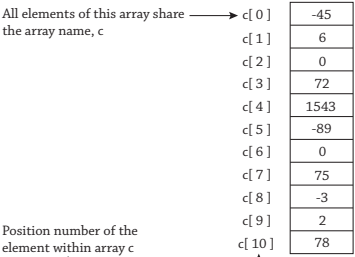 All elements of this array share
the array name, c
c[ 0 ] -45
c[ 1 ] 6
c[ 2 ] 0
c[ 3 ] 72
c[ 4 ] 1543
c[ 5 ] -89
c[ 6 ] 0
c[ 7 ] 75
c[ 8 ] -3
c[ 9 ] 2
c[ 10 ] 78
Position number of the
element within array c